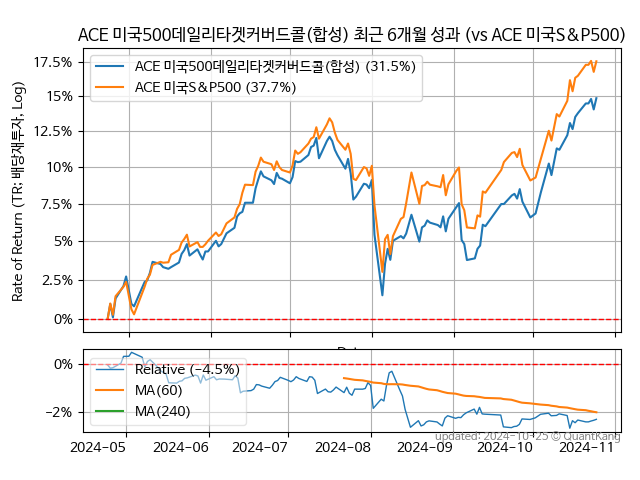 ACE 미국500데일리타겟커버드콜(합성) 최근 6개월 성과 (vs ACE 미국S&P500)
Rate of Return (TR: 배당재투자, Log)
17.5%
15%
12.5%
10%
7.5%
5%
2.5%
0%
ACE 미국500데일리타겟커버드콜(합성) (31.5%)
ACE 미국S&P500 (37.7%)
0%
−2%
Relative (−4.5%)
MA(60)
MA(240)
updated: 2024-10-25 © QuantKang
2024-05
2024-06
2024-07
2024-08
2024-09
2024-10
2024-11